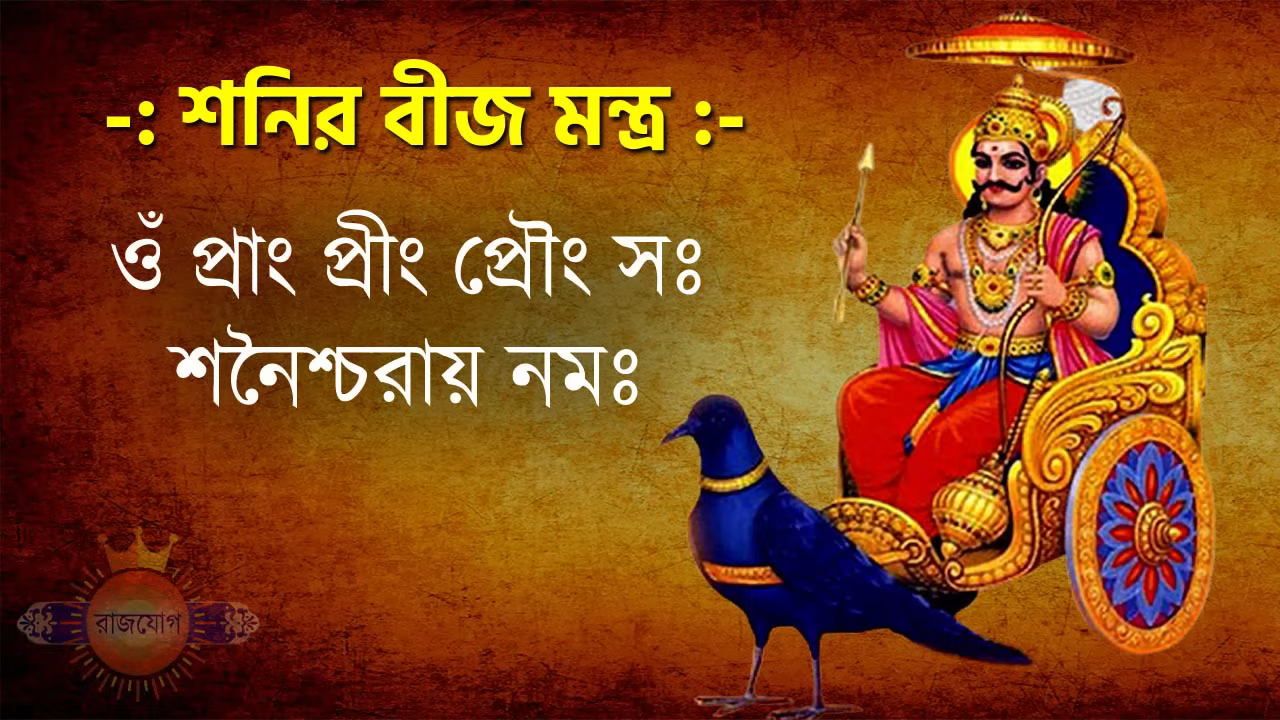 -: শনির বীজ মন্ত্র :-
ওঁ প্রাং প্রীং প্রৌং সঃ
শনৈশ্চরায় নমঃ
রাজযোগ